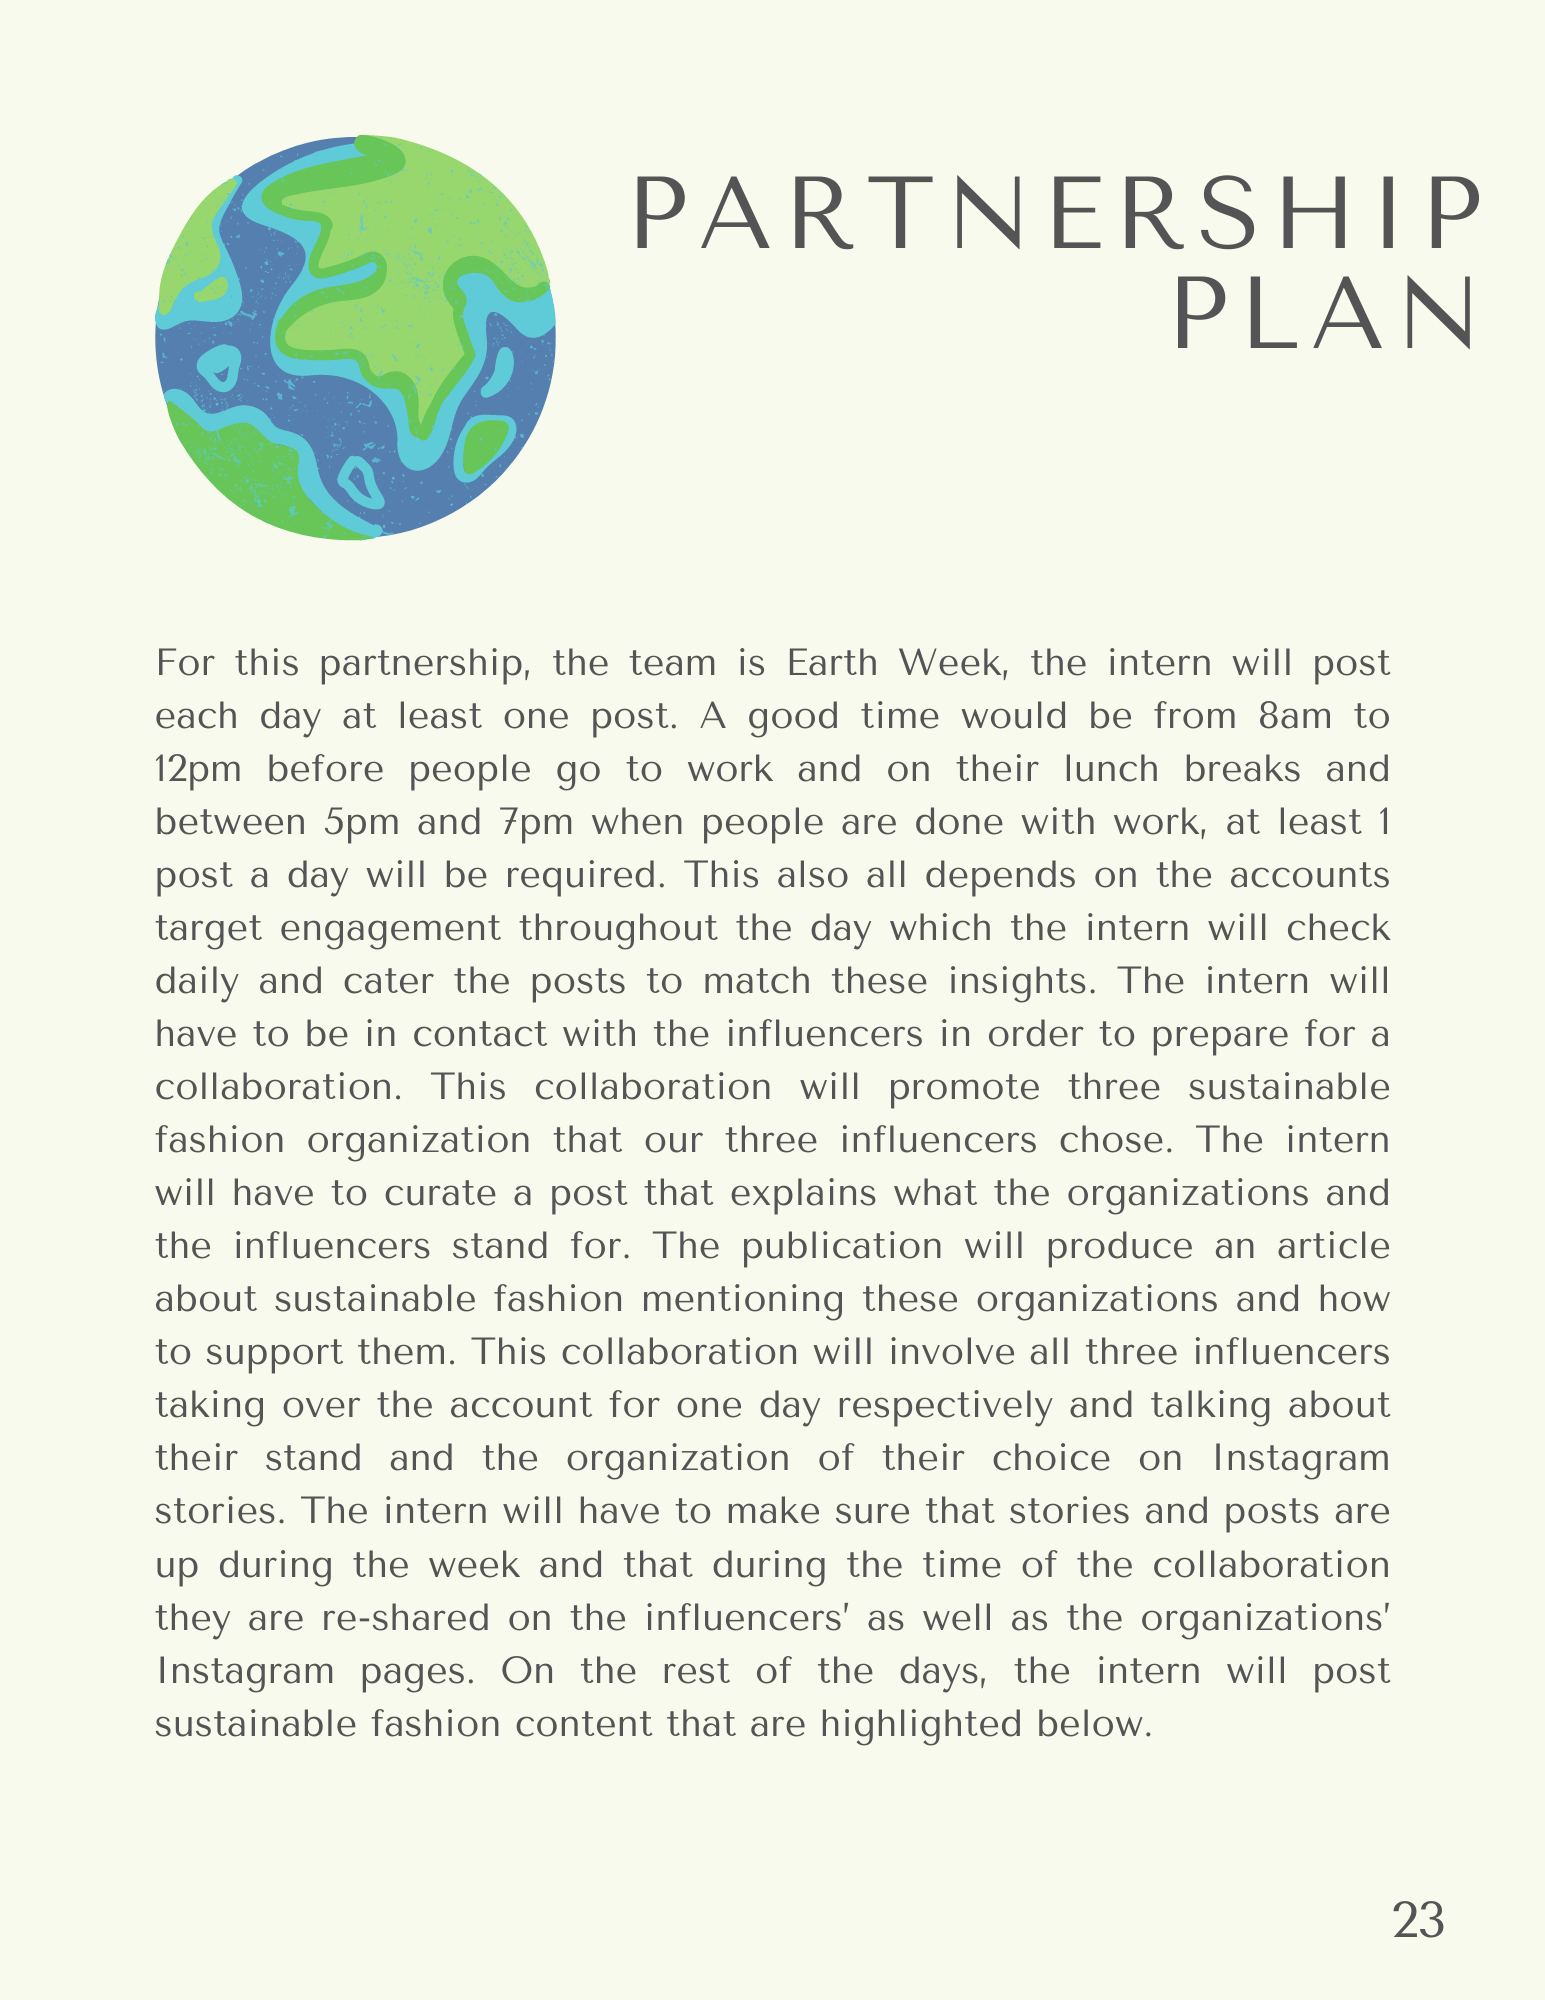 PARTNERSHIP
PLAN
For this partnership, the team is Earth Week, the intern will post
each day at least one post. A good time would be from 8am to
12pm before people go to work and on their lunch breaks and
between 5pm and 7pm when people are done with work, at least 1
post a day will be required. This also all depends on the accounts
target engagement throughout the day which the intern will check
daily and cater the posts to match these insights. The intern will
have to be in contact with the influencers in order to prepare for a
collaboration. This collaboration will promote three sustainable
fashion organization that our three influencers chose. The intern
will have to curate a post that explains what the organizations and
the influencers stand for. The publication will produce an article
about sustainable fashion mentioning these organizations and how
to support them. This collaboration will involve all three influencers
taking over the account for one day respectively and talking about
their stand and the organization of their choice on Instagram
stories. The intern will have to make sure that stories and posts are
up during the week and that during the time of the collaboration
they are re-shared on the influencers’ as well as the organizations’
Instagram pages. On the rest of the days, the intern will post
sustainable fashion content that are highlighted below.
23